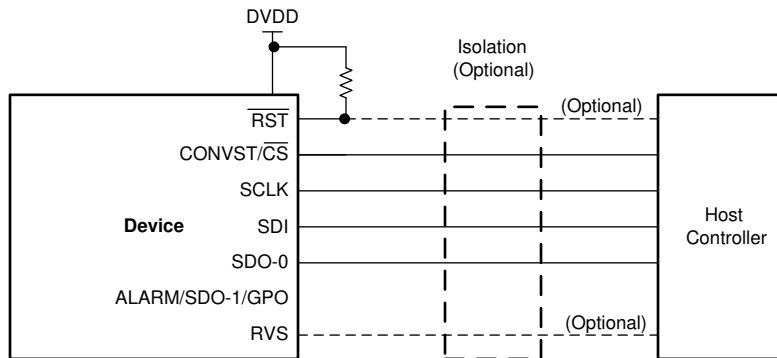 DVDD
Isolation
(Optional)
RST
(Optional)
CONVST/CS
SCLK
Device
SDI
Host
Controller
SDO-0
ALARM/SDO-1/GPO
RVS
(Optional)